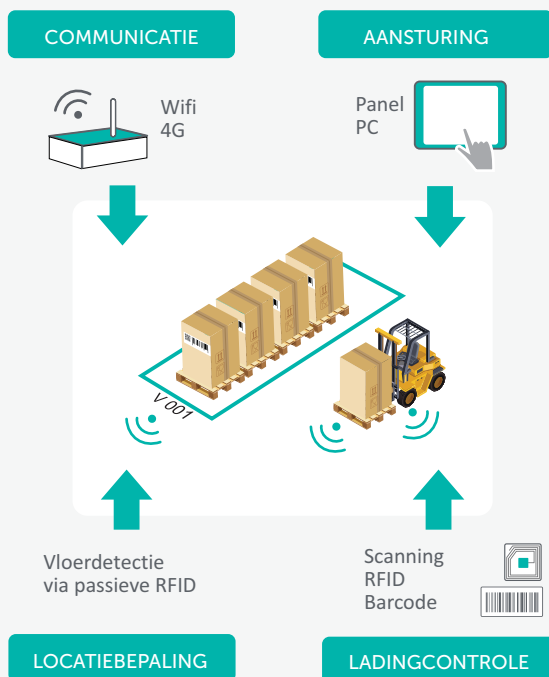 COMMUNICATIE
AANSTURING
Wifi
4G
Panel
PC
V 001
Vloerdetectie
via passieve RFID
Scanning
RFID
Barcode
LOCATIEBEPALING
LADINGCONTROLE